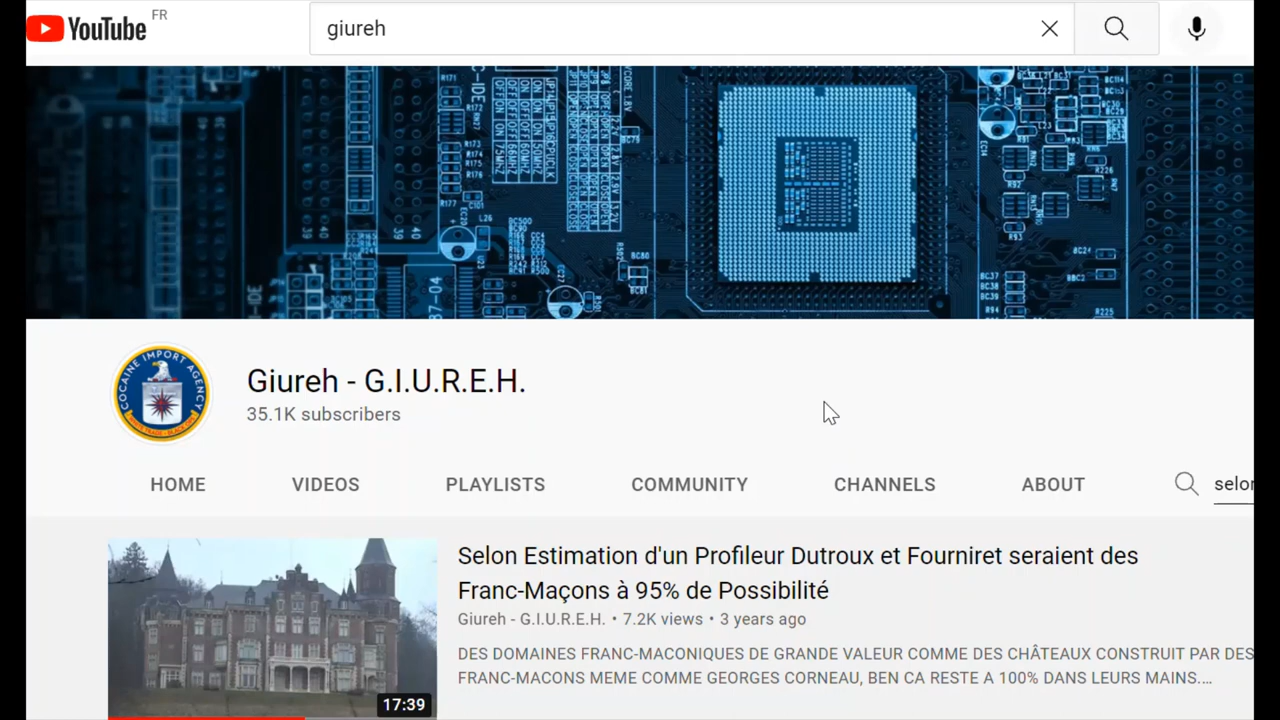 YouTube FR
giureh
COCAINE IMPORT AGENCY
Giureh - G.I.U.R.E.H.
35.1K subscribers
HOME VIDEOS PLAYLISTS COMMUNITY CHANNELS ABOUT selon
Selon Estimation d'un Profileur Dutroux et Fourniret seraient des
Franc-Maçons à 95% de Possibilité
Giureh - G.I.U.R.E.H. • 7.2K views • 3 years ago
DES DOMAINES FRANC-MACONIQUES DE GRANDE VALEUR COMME DES CHÂTEAUX CONSTRUIT PAR DES
FRANC-MACONS MEME COMME GEORGES CORNEAU, BEN CA RESTE A 100% DANS LEURS MAINS....
17:39